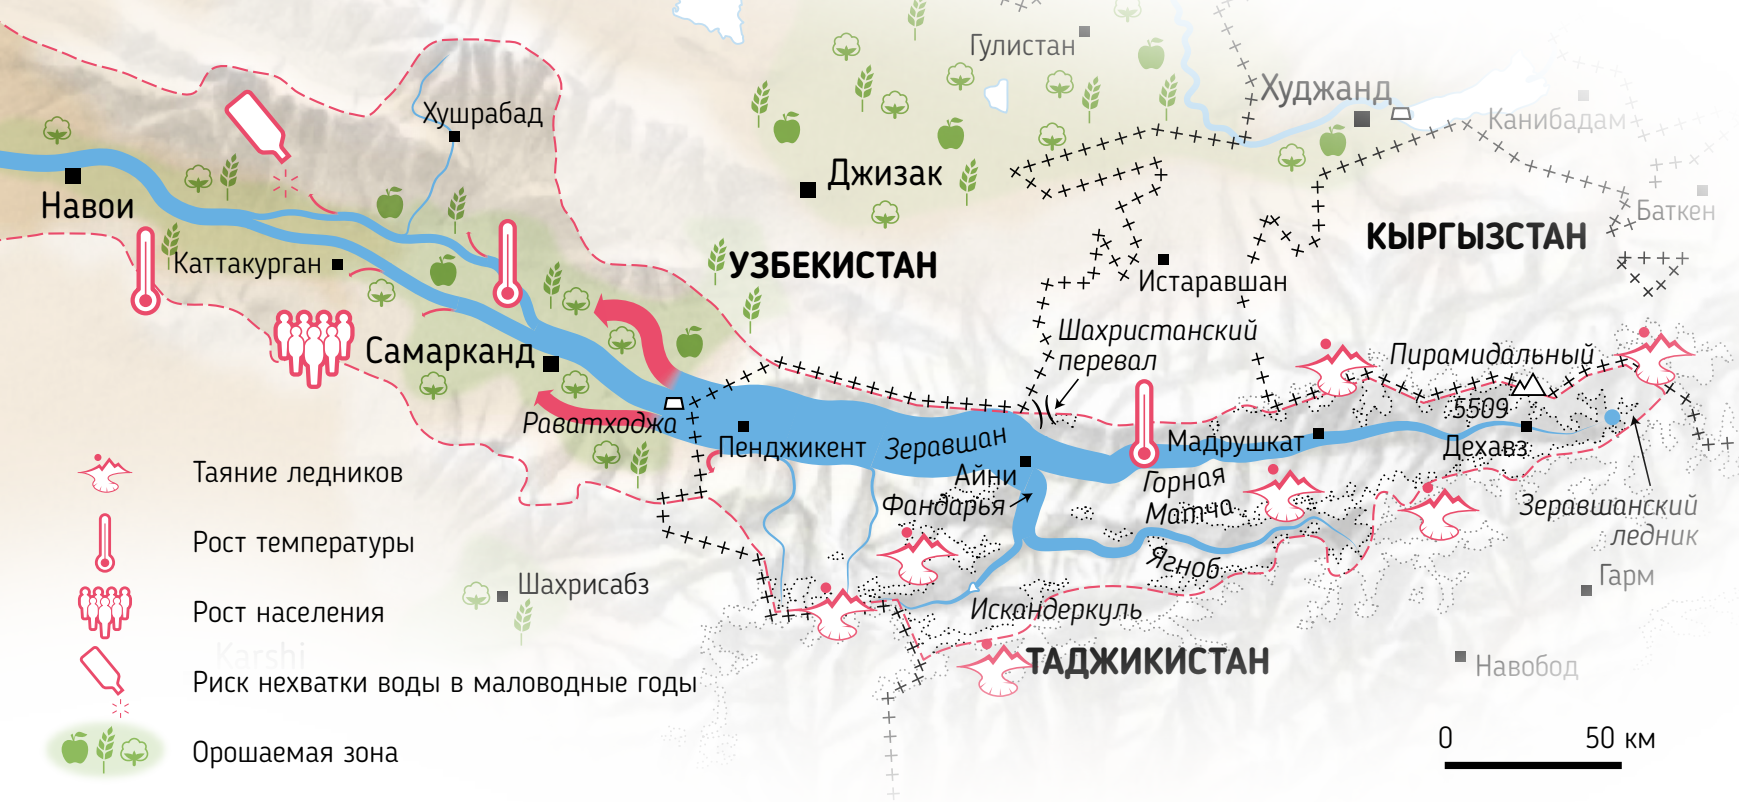 Гулистан
Худжанд
Канибадам
Хушрабад
Джизак
Навои
Баткен
КЫРГЫЗСТАН
Каттакурган
УЗБЕКИСТАН
Истаравшан
Шахристанский
перевал
Самарканд
Пирамидальный
5509
Раватходжа
Пенджикент
Зеравшан
Мадрушкат
Дехавз
Айни
Горная
Матча
Фандарья
Зеравшанский
ледник
Ягноб
Гарм
Шахрисабз
Искандеркуль
ТАДЖИКИСТАН
Навобод
Karshi
Таяние ледников
Рост температуры
Рост населения
Риск нехватки воды в маловодные годы
Орошаемая зона
0 50 км